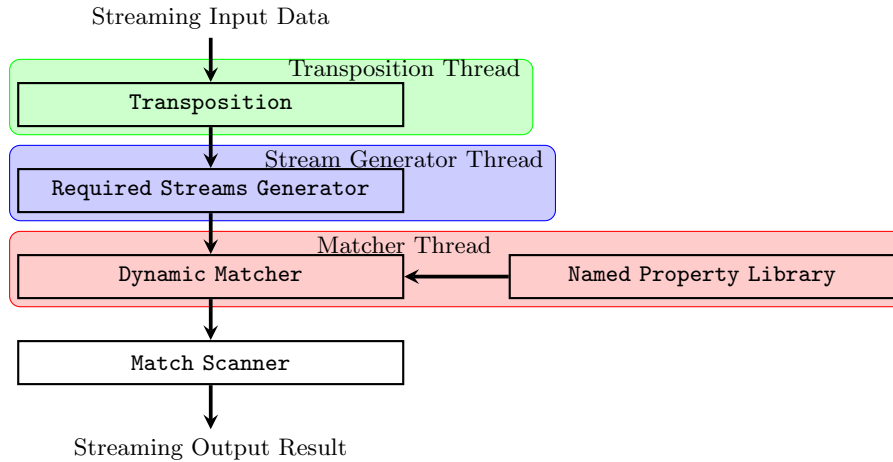 Streaming Input Data
Transposition Thread
Transposition
Stream Generator Thread
Required Streams Generator
Matcher Thread
Dynamic Matcher
Named Property Library
Match Scanner
Streaming Output Result